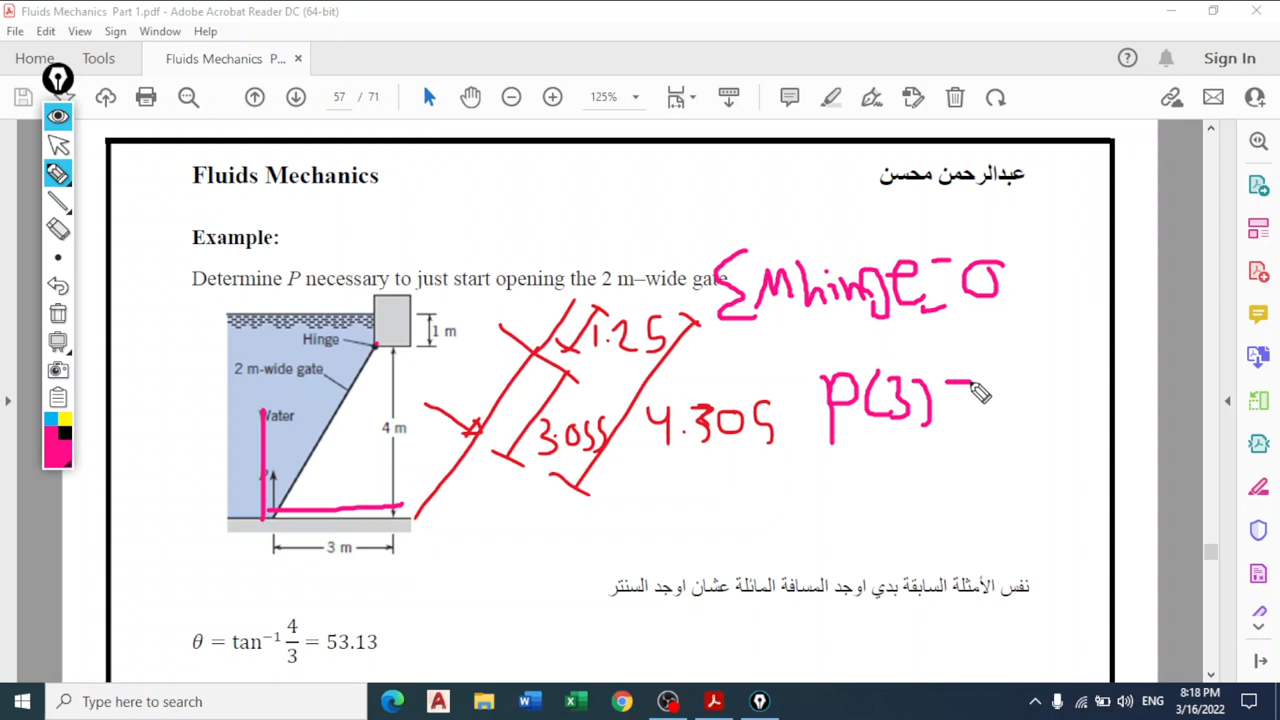 Fluids Mechanics Part 1.pdf - Adobe Acrobat Reader DC (64-bit)
File Edit View Sign Window Help
Home Tools Fluids Mechanics P... × Sign In
57 / 71 125%
Fluids Mechanics
عبدالرحمن محسن
Example:
Determine P necessary to just start opening the 2 m–wide gate
ΣMhinge = 0
1 m
Hinge
1.25
2 m-wide gate
P(3) -
Water
4 m
3.055
4.305
P
3 m
نفس الأمثلة السابقة بدي اوجد المسافة المائلة عشان اوجد السنتر
θ = tan⁻¹ 4/3 = 53.13
Type here to search
ENG
8:18 PM
3/16/2022